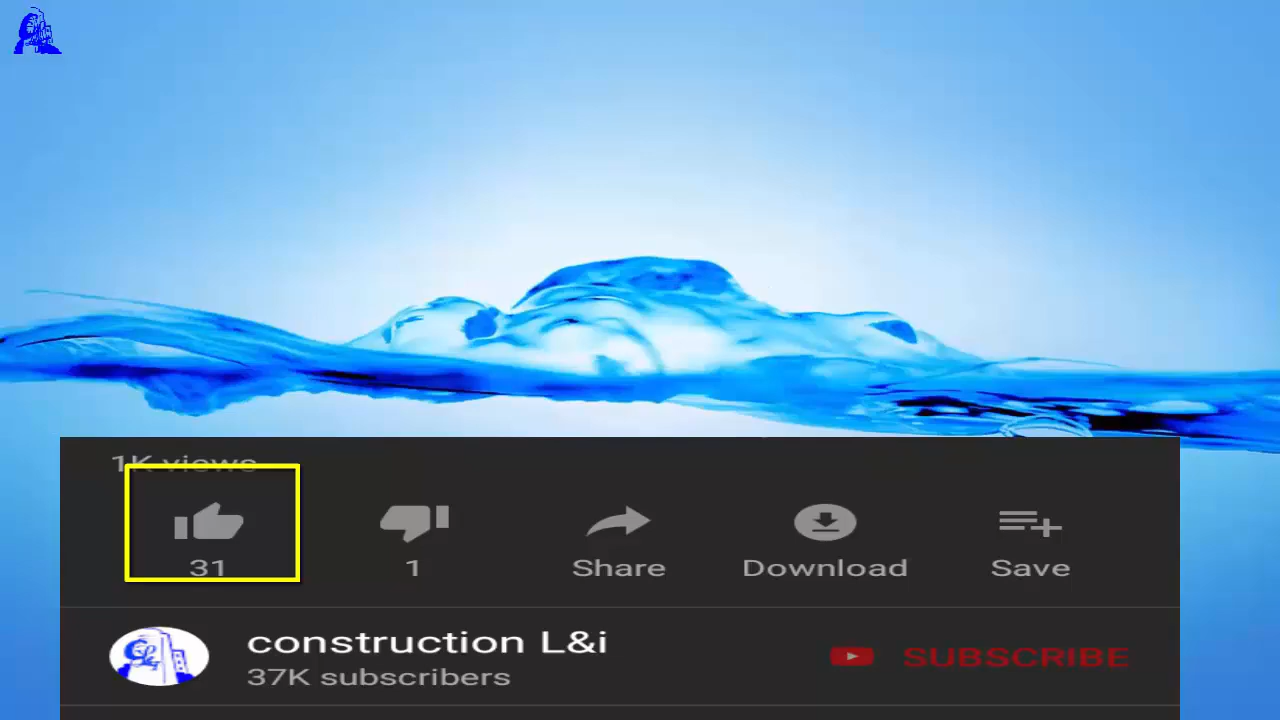 1K views
31
1
Share
Download
Save
construction L&i
37K subscribers
SUBSCRIBE